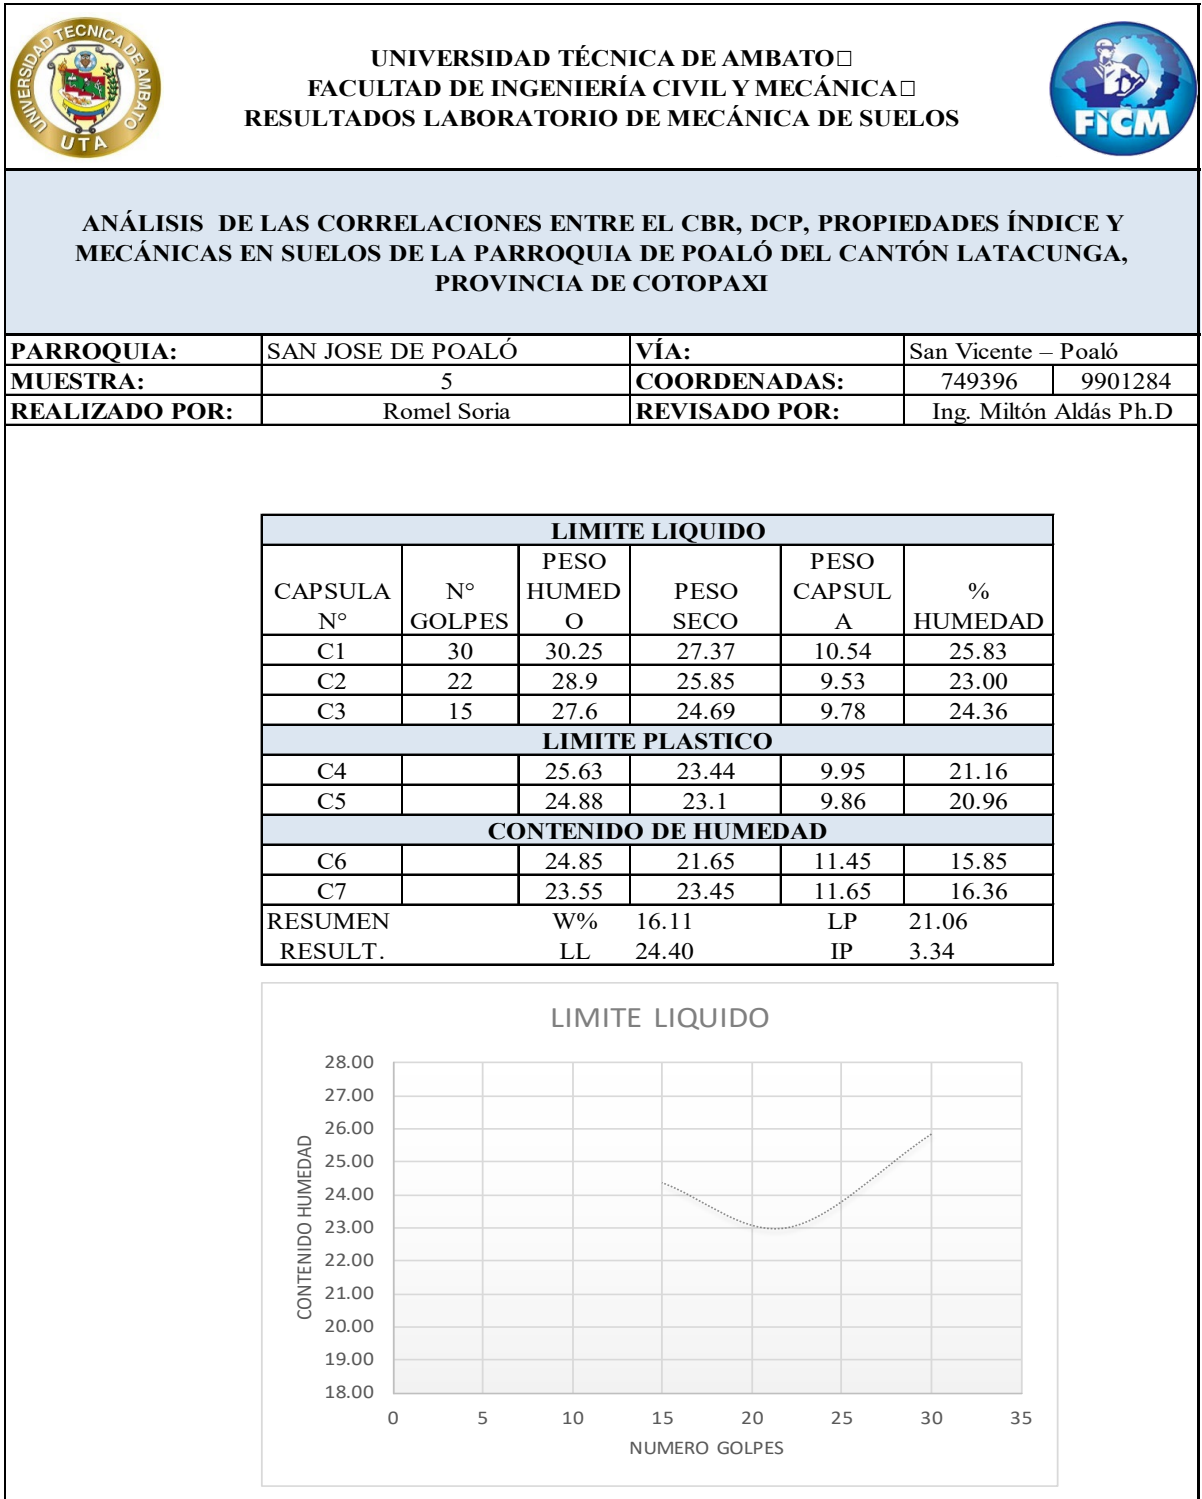 UNIVERSIDAD TECNICA DE AMBATO
UTA
UNIVERSIDAD TÉCNICA DE AMBATO□
FACULTAD DE INGENIERÍA CIVIL Y MECÁNICA□
RESULTADOS LABORATORIO DE MECÁNICA DE SUELOS
FICM
ANÁLISIS DE LAS CORRELACIONES ENTRE EL CBR, DCP, PROPIEDADES ÍNDICE Y
MECÁNICAS EN SUELOS DE LA PARROQUIA DE POALÓ DEL CANTÓN LATACUNGA,
PROVINCIA DE COTOPAXI
PARROQUIA: SAN JOSE DE POALÓ VÍA: San Vicente – Poaló
MUESTRA: 5 COORDENADAS: 749396 9901284
REALIZADO POR: Romel Soria REVISADO POR: Ing. Miltón Aldás Ph.D
LIMITE LIQUIDO
PESO PESO
CAPSULA N° HUMED PESO CAPSUL %
N° GOLPES O SECO A HUMEDAD
C1 30 30.25 27.37 10.54 25.83
C2 22 28.9 25.85 9.53 23.00
C3 15 27.6 24.69 9.78 24.36
LIMITE PLASTICO
C4 25.63 23.44 9.95 21.16
C5 24.88 23.1 9.86 20.96
CONTENIDO DE HUMEDAD
C6 24.85 21.65 11.45 15.85
C7 23.55 23.45 11.65 16.36
RESUMEN W% 16.11 LP 21.06
RESULT. LL 24.40 IP 3.34
LIMITE LIQUIDO
CONTENIDO HUMEDAD
28.00
27.00
26.00
25.00
24.00
23.00
22.00
21.00
20.00
19.00
18.00
0 5 10 15 20 25 30 35
NUMERO GOLPES